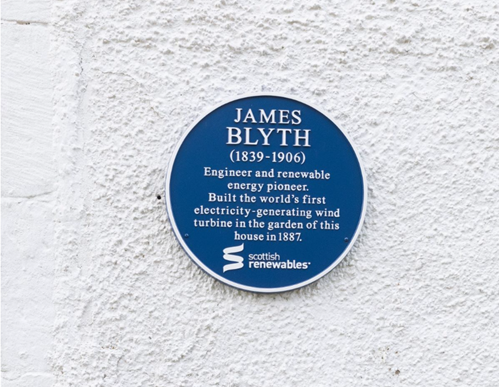 JAMES
BLYTH
(1839-1906)
Engineer and renewable
energy pioneer.
Built the world's first
electricity-generating wind
turbine in the garden of this
house in 1887.
scottish
renewables